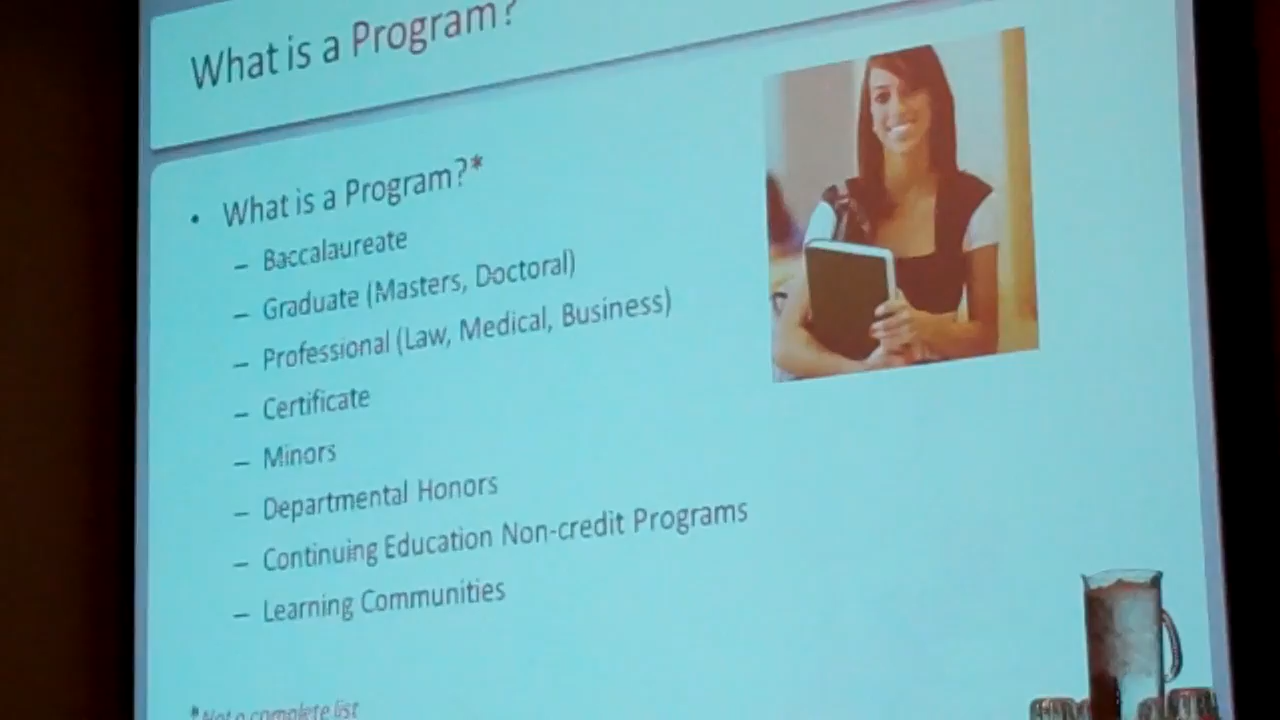 What is a Program?
• What is a Program?*
– Baccalaureate
– Graduate (Masters, Doctoral)
– Professional (Law, Medical, Business)
– Certificate
– Minors
– Departmental Honors
– Continuing Education Non-credit Programs
– Learning Communities
*Not a complete list